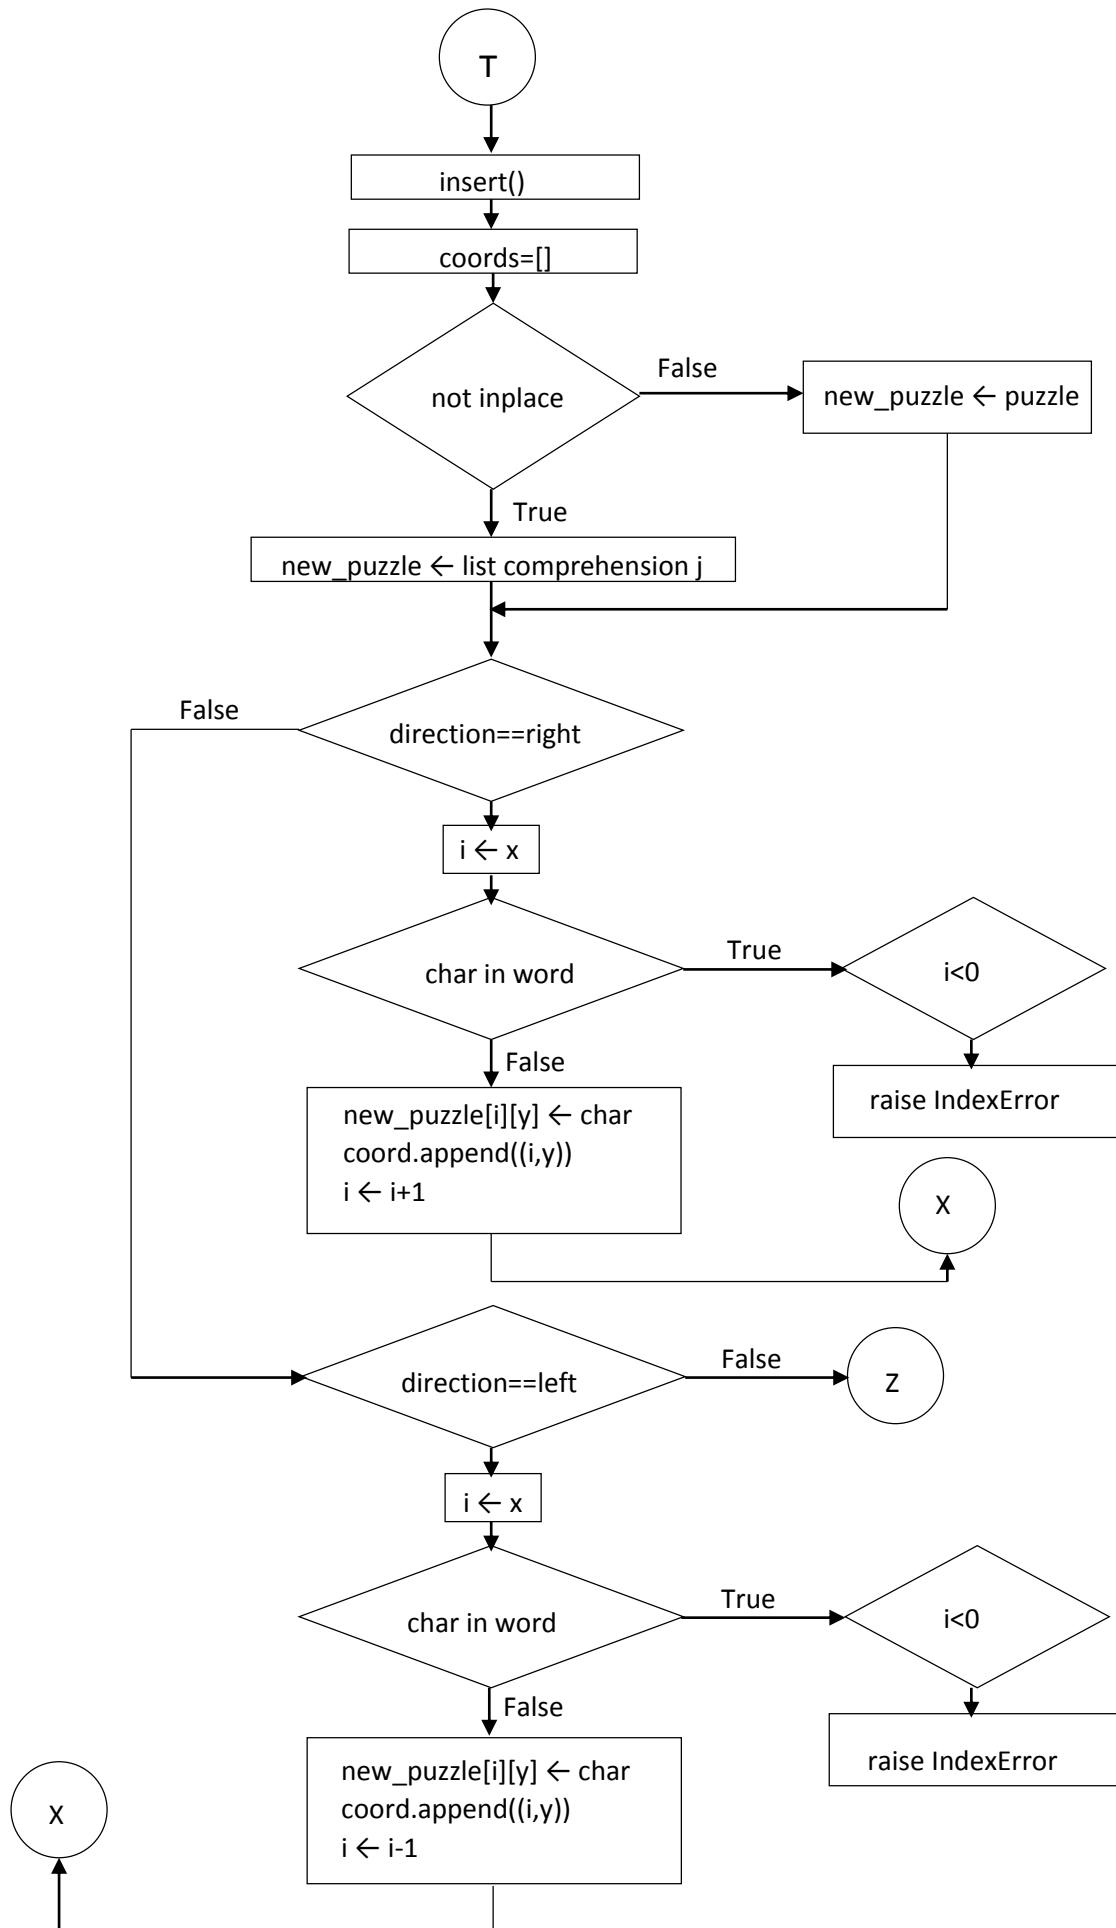 T
insert()
coords=[]
not inplace
False
new_puzzle ← puzzle
True
new_puzzle ← list comprehension j
False
direction==right
i ← x
char in word
True
i<0
False
raise IndexError
new_puzzle[i][y] ← char
coord.append((i,y))
i ← i+1
X
direction==left
False
Z
i ← x
char in word
True
i<0
False
raise IndexError
new_puzzle[i][y] ← char
coord.append((i,y))
i ← i-1
X